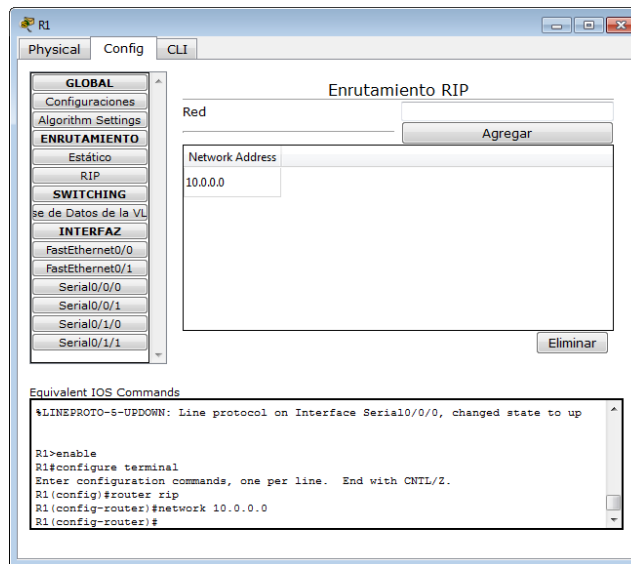 R1
Physical Config CLI
GLOBAL
Configuraciones
Algorithm Settings
ENRUTAMIENTO
Estático
RIP
SWITCHING
se de Datos de la VL
INTERFAZ
FastEthernet0/0
FastEthernet0/1
Serial0/0/0
Serial0/0/1
Serial0/1/0
Serial0/1/1
Enrutamiento RIP
Red
Agregar
Network Address
10.0.0.0
Eliminar
Equivalent IOS Commands
%LINEPROTO-5-UPDOWN: Line protocol on Interface Serial0/0/0, changed state to up
R1>enable
R1#configure terminal
Enter configuration commands, one per line.  End with CNTL/Z.
R1(config)#router rip
R1(config-router)#network 10.0.0.0
R1(config-router)#